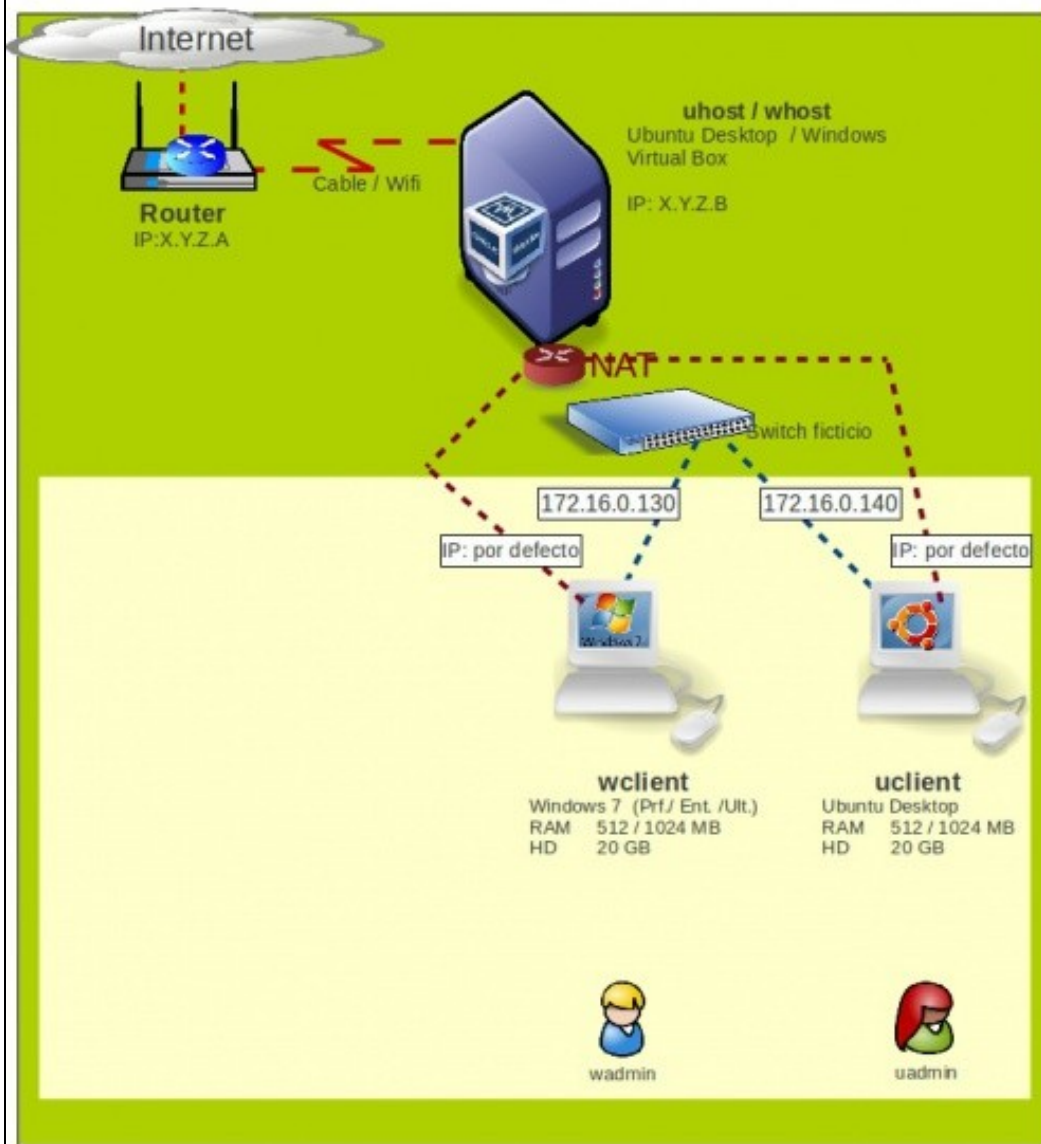 Internet
uhost / whost
Ubuntu Desktop / Windows
Virtual Box
IP: X.Y.Z.B
Cable / Wifi
Router
IP:X.Y.Z.A
NAT
Switch ficticio
172.16.0.130
172.16.0.140
IP: por defecto
IP: por defecto
Windows 7
wclient
Windows 7 (Prf./ Ent. /Ult.)
RAM 512 / 1024 MB
HD 20 GB
uclient
Ubuntu Desktop
RAM 512 / 1024 MB
HD 20 GB
wadmin
uadmin